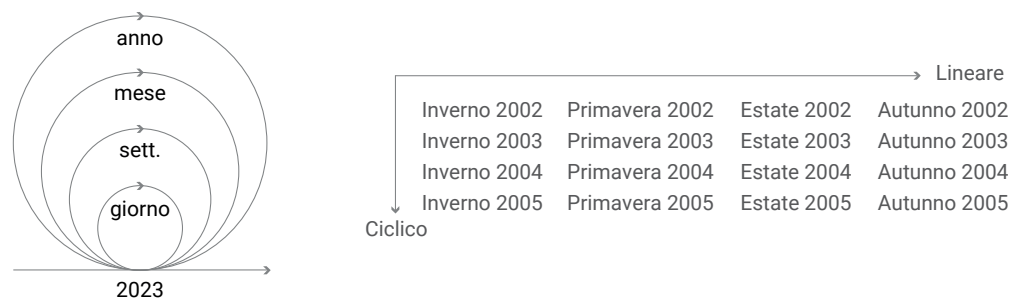 anno
mese
sett.
giorno
2023
Lineare
Inverno 2002 Primavera 2002 Estate 2002 Autunno 2002
Inverno 2003 Primavera 2003 Estate 2003 Autunno 2003
Inverno 2004 Primavera 2004 Estate 2004 Autunno 2004
Inverno 2005 Primavera 2005 Estate 2005 Autunno 2005
Ciclico